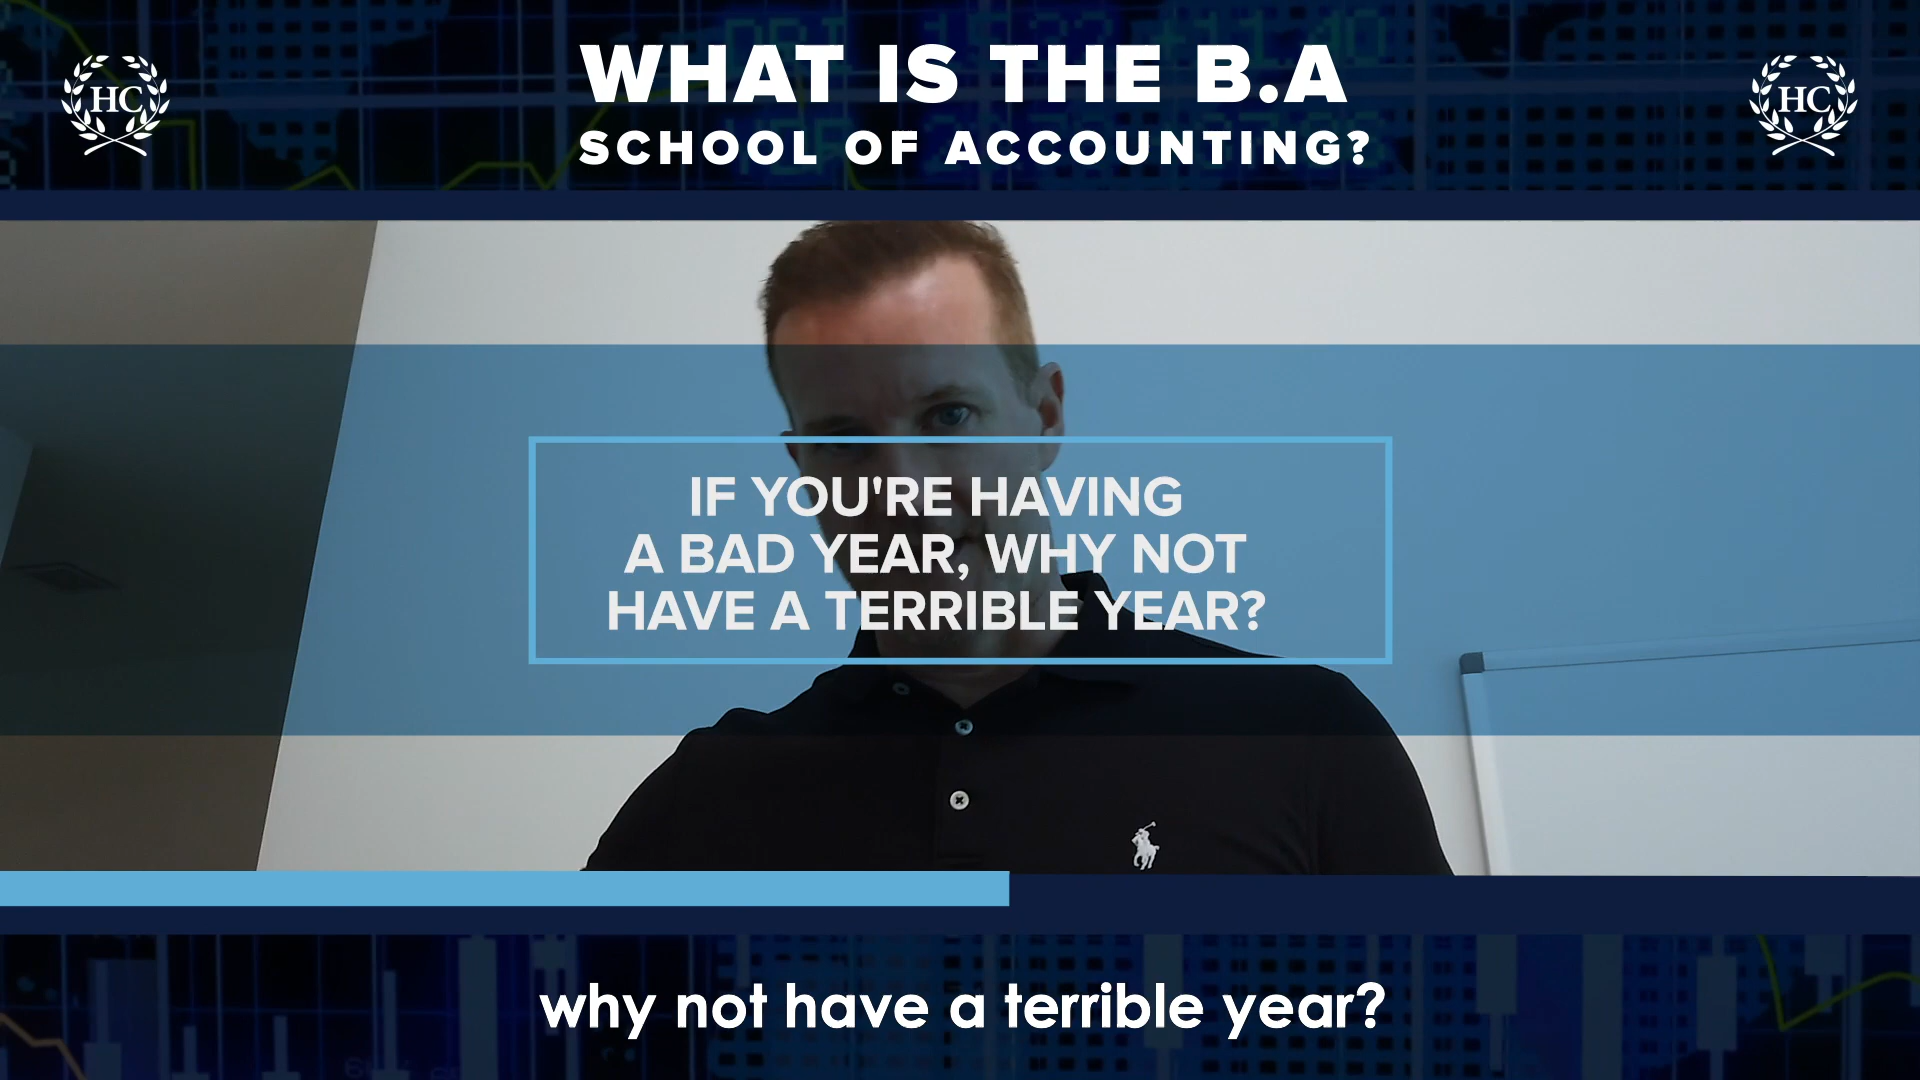 HC
WHAT IS THE B.A
SCHOOL OF ACCOUNTING?
HC
IF YOU'RE HAVING
A BAD YEAR, WHY NOT
HAVE A TERRIBLE YEAR?
why not have a terrible year?